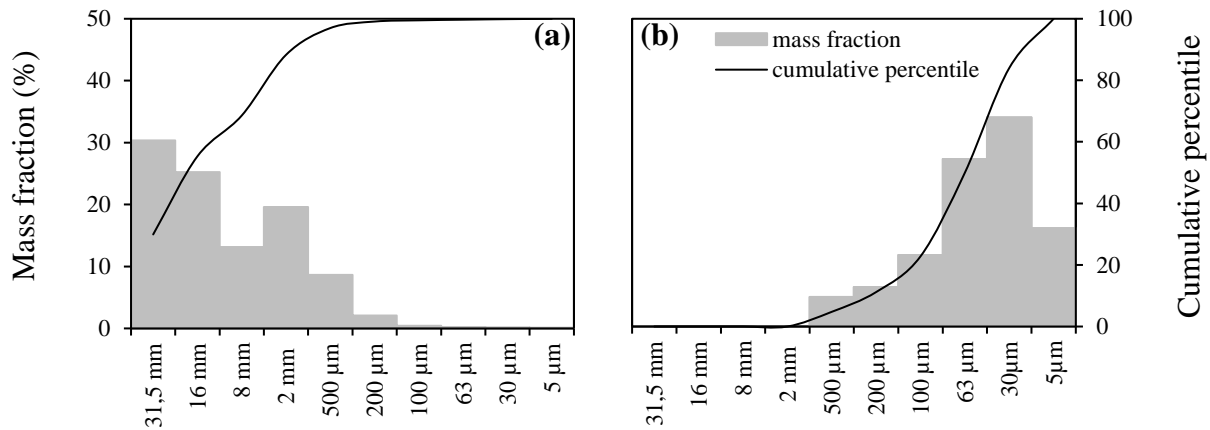 Mass fraction (%)
50
40
30
20
10
0
(a)
31,5 mm
16 mm
8 mm
2 mm
500 µm
200 µm
100 µm
63 µm
30 µm
5 µm
(b)
mass fraction
cumulative percentile
31,5 mm
16 mm
8 mm
2 mm
500 µm
200 µm
100 µm
63 µm
30µm
5µm
100
80
60
40
20
0
Cumulative percentile